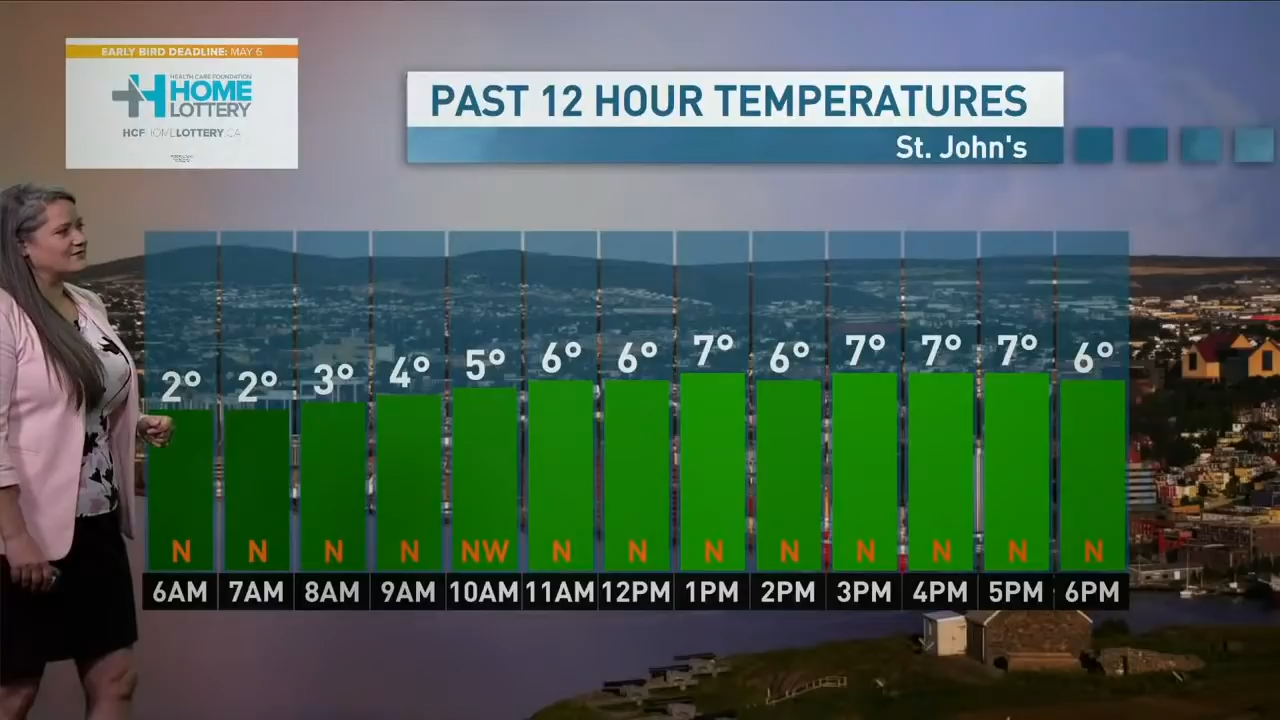 EARLY BIRD DEADLINE: MAY 6
HEALTH CARE FOUNDATION
HOME
LOTTERY
HCFHOMELOTTERY.CA
PAST 12 HOUR TEMPERATURES
St. John's
2° 2° 3° 4° 5° 6° 6° 7° 6° 7° 7° 7° 6°
N N N N NW N N N N N N N N
6AM 7AM 8AM 9AM 10AM 11AM 12PM 1PM 2PM 3PM 4PM 5PM 6PM